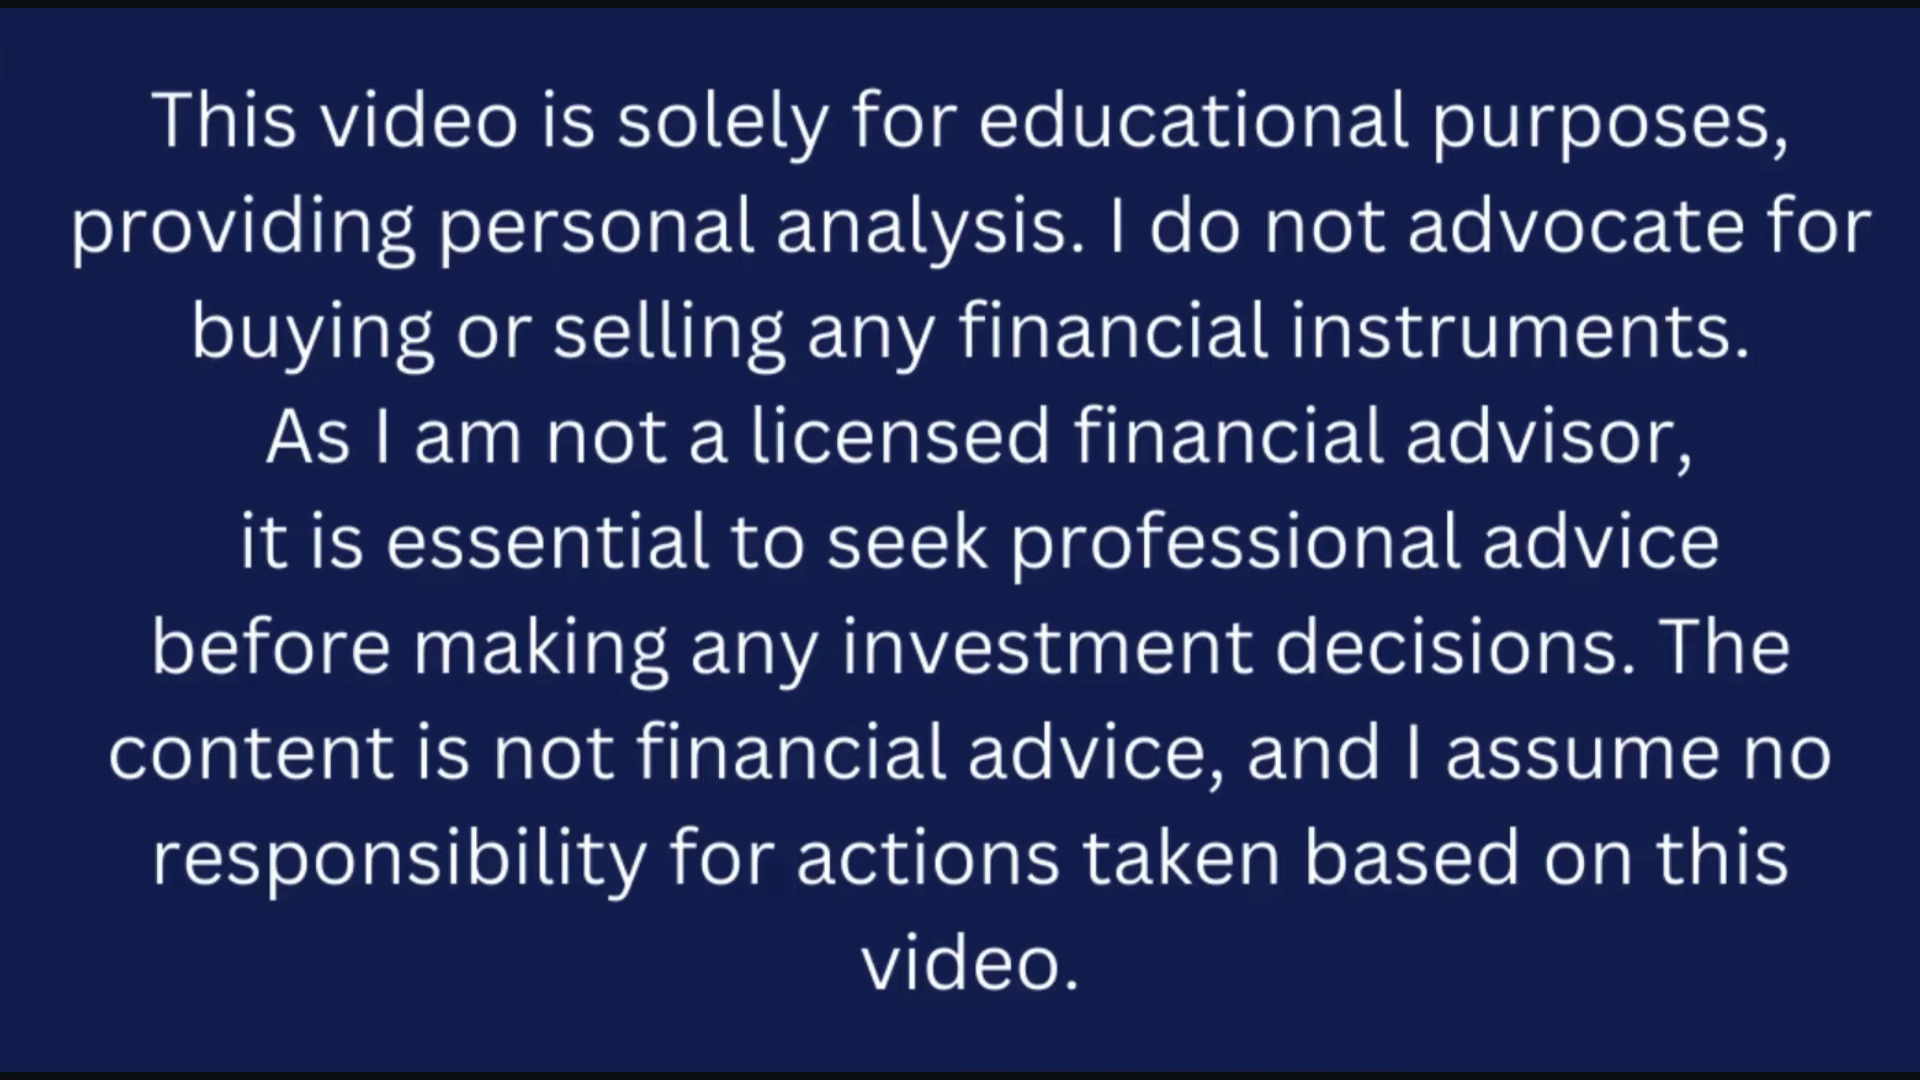 This video is solely for educational purposes,
providing personal analysis. I do not advocate for
buying or selling any financial instruments.
As I am not a licensed financial advisor,
it is essential to seek professional advice
before making any investment decisions. The
content is not financial advice, and I assume no
responsibility for actions taken based on this
video.